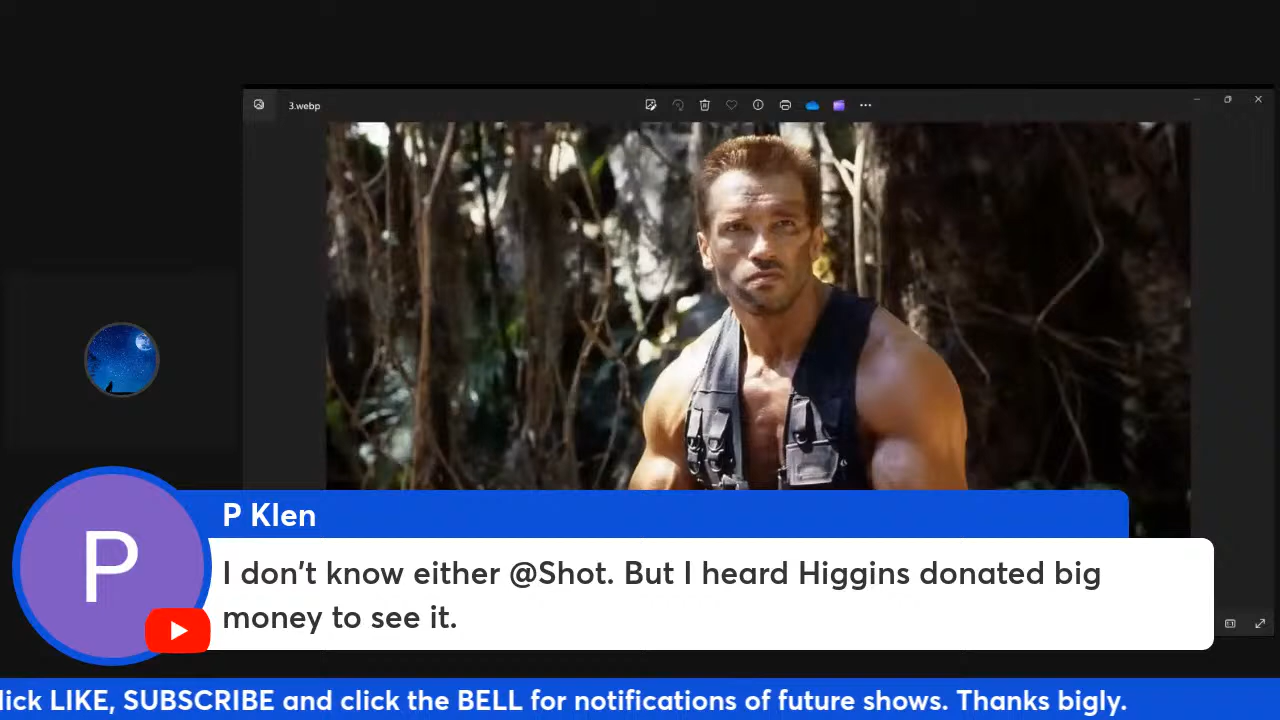 3.webp
P
P Klen
I don't know either @Shot. But I heard Higgins donated big
money to see it.
lick LIKE, SUBSCRIBE and click the BELL for notifications of future shows. Thanks bigly.